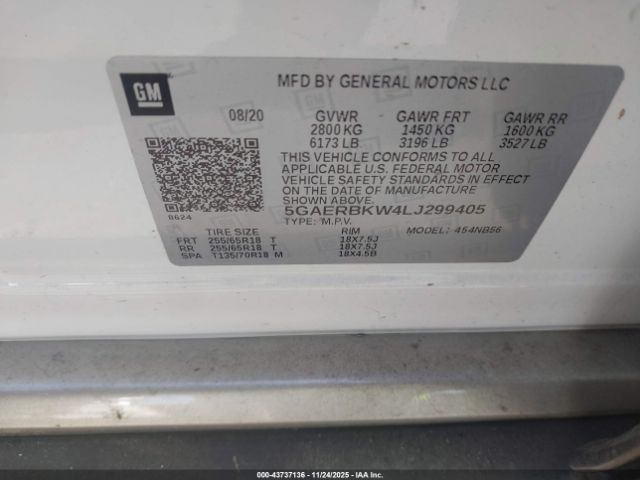 GM
MFD BY GENERAL MOTORS LLC
08/20 GVWR GAWR FRT GAWR RR
2800 KG 1450 KG 1600 KG
6173 LB 3196 LB 3527 LB
THIS VEHICLE CONFORMS TO ALL
APPLICABLE U.S. FEDERAL MOTOR
VEHICLE SAFETY STANDARDS IN EFFECT
ON THE DATE OF MANUFACTURE SHOWN ABOVE.
5GAERBKW4LJ299405
TYPE: M.P.V. MODEL: 454NB56
8624
TIRE SIZE RIM
FRT 255/65R18 T 18X7.5J
RR 255/65R18 T 18X7.5J
SPA T135/70R18 M 18X4.5B
000-43737136 - 11/24/2025 - IAA Inc.